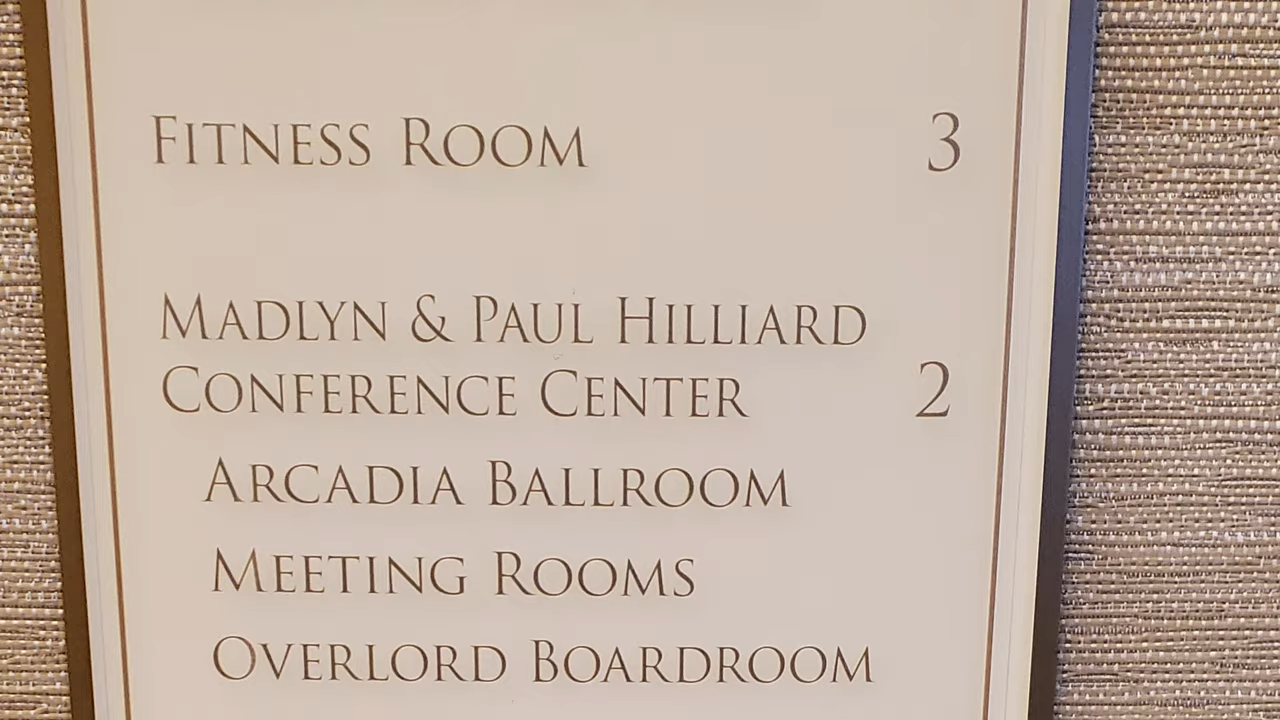 FITNESS ROOM 3
MADLYN & PAUL HILLIARD
CONFERENCE CENTER 2
ARCADIA BALLROOM
MEETING ROOMS
OVERLORD BOARDROOM